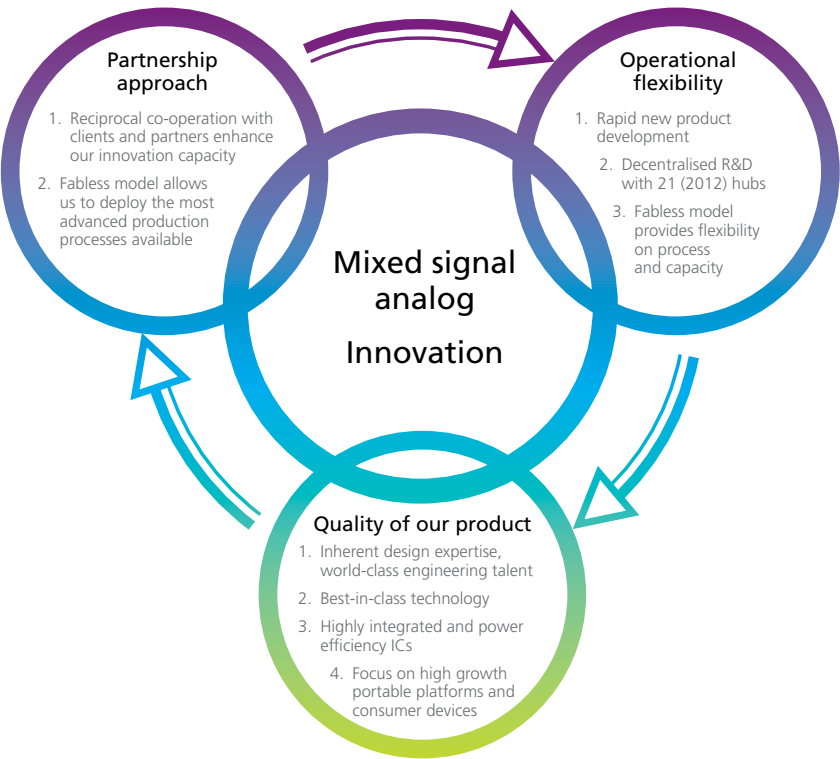 Partnership
approach
1. Reciprocal co-operation with
clients and partners enhance
our innovation capacity
2. Fabless model allows
us to deploy the most
advanced production
processes available
Operational
flexibility
1. Rapid new product
development
2. Decentralised R&D
with 21 (2012) hubs
3. Fabless model
provides flexibility
on process
and capacity
Mixed signal
analog
Innovation
Quality of our product
1. Inherent design expertise,
world-class engineering talent
2. Best-in-class technology
3. Highly integrated and power
efficiency ICs
4. Focus on high growth
portable platforms and
consumer devices